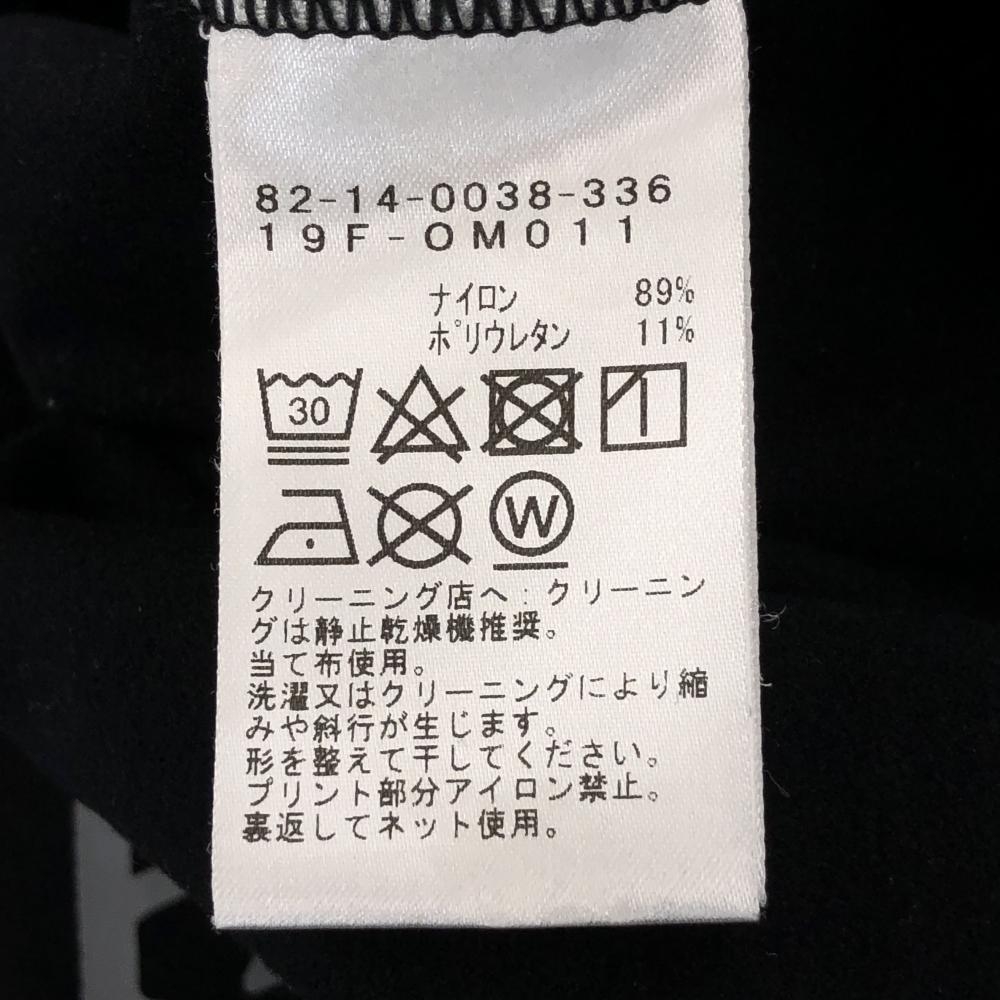 82-14-0038-336
19F-OM011
ナイロン 89%
ポリウレタン 11%
30
W
クリーニング店へ:クリーニン
グは静止乾燥機推奨。
当て布使用。
洗濯又はクリーニングにより縮
みや斜行が生じます。
形を整えて干してください。
プリント部分アイロン禁止。
裏返してネット使用。